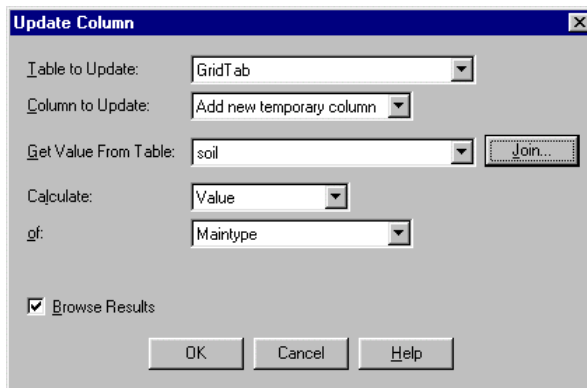 Update Column
Table to Update: GridTab
Column to Update: Add new temporary column
Get Value From Table: soil Join...
Calculate: Value
of: Maintype
Browse Results
OK Cancel Help